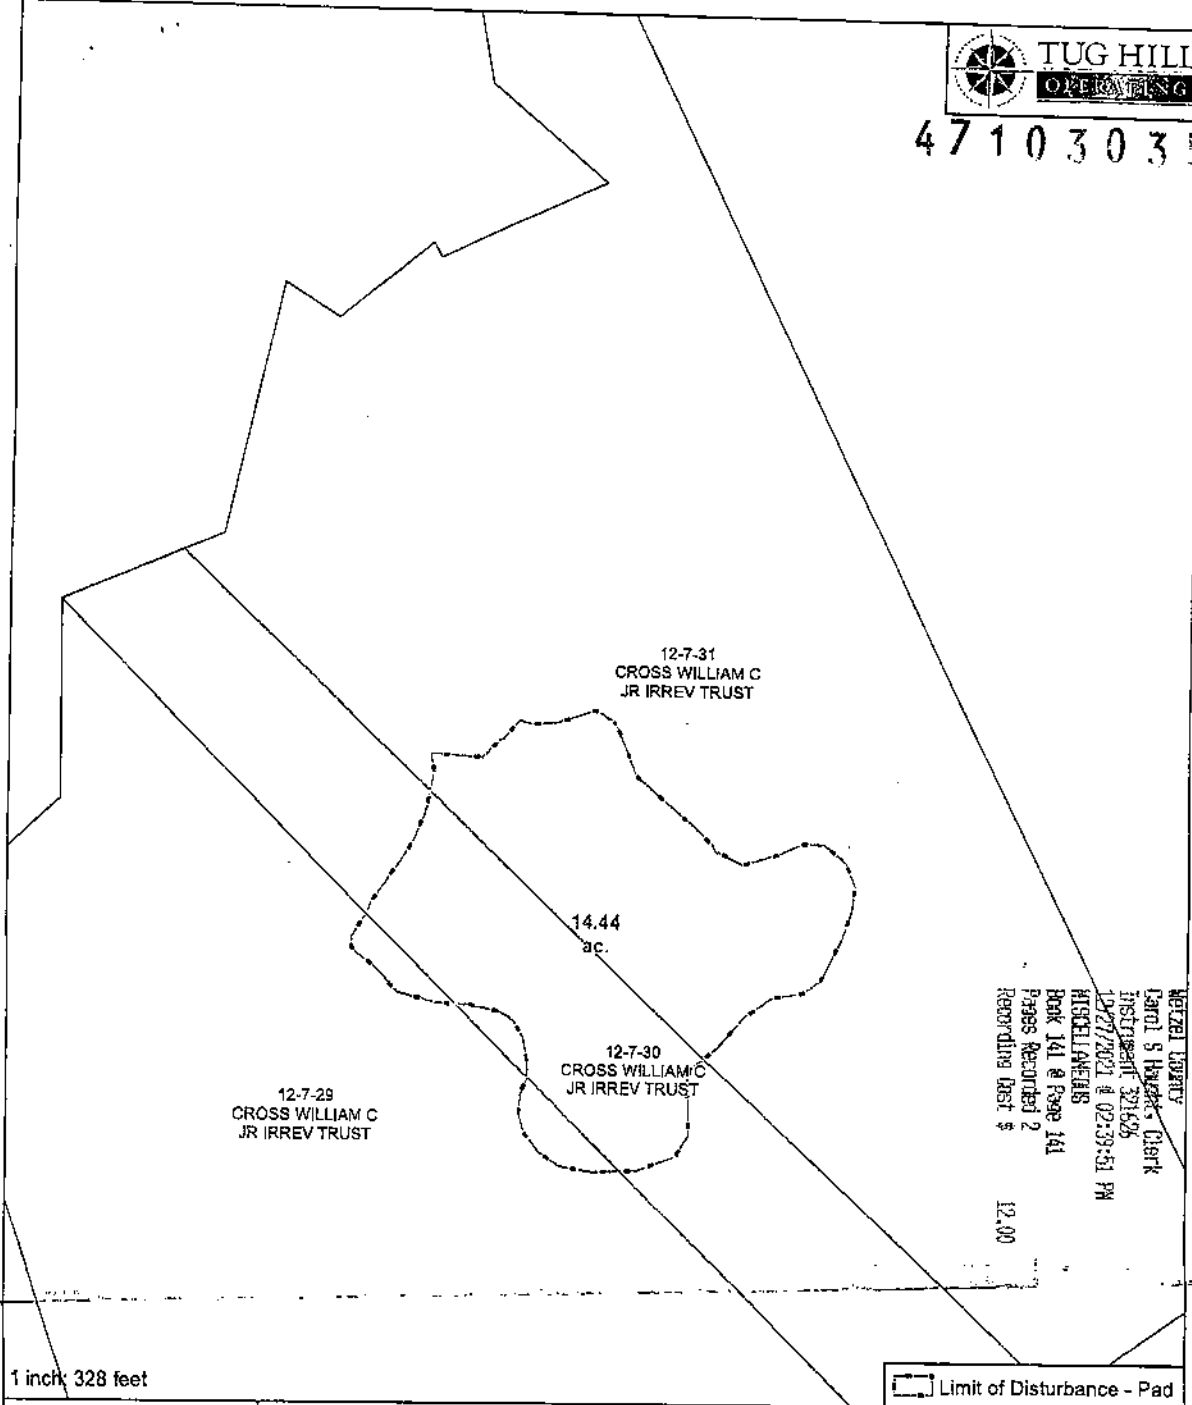 TUG HILL
OPERATING
4710303
12-7-31
CROSS WILLIAM C
JR IRREV TRUST
14.44
ac.
12-7-30
CROSS WILLIAM C
JR IRREV TRUST
12-7-29
CROSS WILLIAM C
JR IRREV TRUST
Wetzel County
Carol S Clerk
Instrument 321626
12/27/2021 @ 02:39:51 PM
MISCELLANEOUS
Book 141 @ Page 141
Pages Recorded 2
Recording Cost $ 12.00
1 inch: 328 feet
Limit of Disturbance - Pad